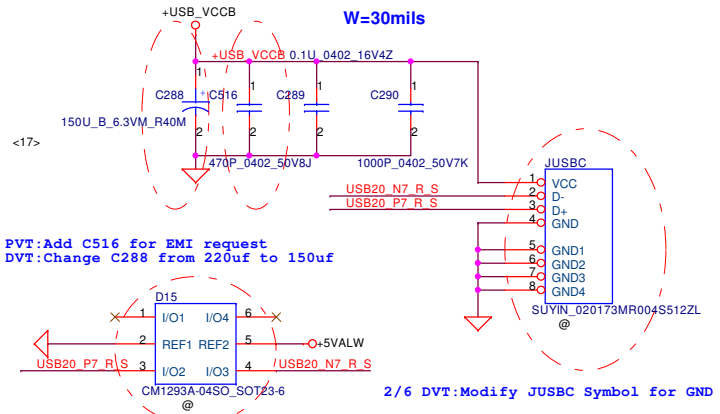 +USB_VCCB
W=30mils
+USB_VCCB 0.1U_0402_16V4Z
1 1 1 1
C288 + C516 C289 C290
150U_B_6.3VM_R40M
2 2 2 2
<17>
470P_0402_50V8J 1000P_0402_50V7K
JUSBC
1 VCC
USB20_N7_R_S 2 D-
USB20_P7_R_S 3 D+
4 GND
5 GND1
6 GND2
7 GND3
8 GND4
SUYIN_020173MR004S512ZL
@
PVT:Add C516 for EMI request
DVT:Change C288 from 220uf to 150uf
D15
1 I/O1 I/O4 6
2 REF1 REF2 5 +5VALW
USB20_P7_R_S 3 I/O2 I/O3 4 USB20_N7_R_S
CM1293A-04SO_SOT23-6
@
2/6 DVT:Modify JUSBC Symbol for GND